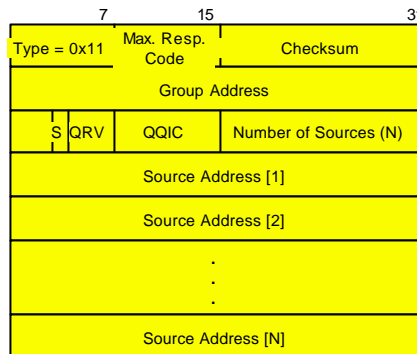 7 15 31
Type = 0x11 Max. Resp. Code Checksum
Group Address
S QRV QQIC Number of Sources (N)
Source Address [1]
Source Address [2]
.
.
.
Source Address [N]